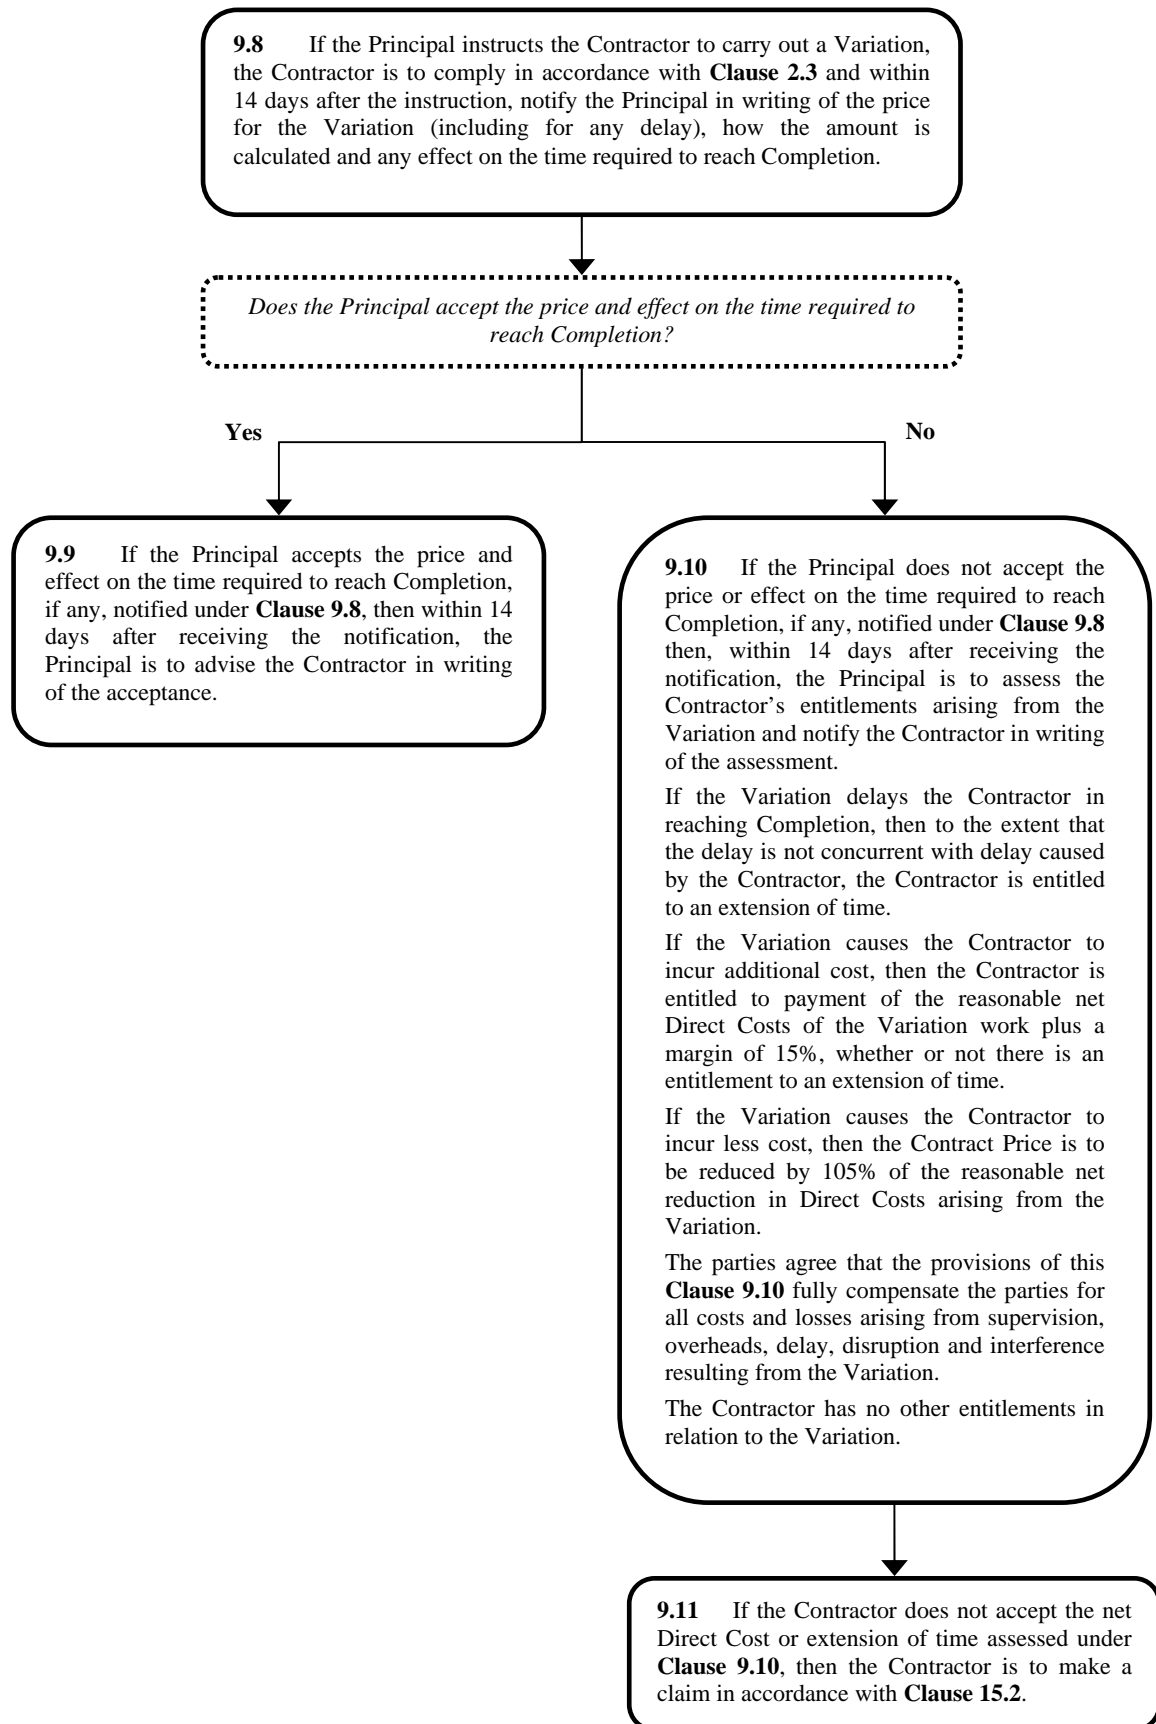 9.8 If the Principal instructs the Contractor to carry out a Variation,
the Contractor is to comply in accordance with Clause 2.3 and within
14 days after the instruction, notify the Principal in writing of the price
for the Variation (including for any delay), how the amount is
calculated and any effect on the time required to reach Completion.
Does the Principal accept the price and effect on the time required to
reach Completion?
Yes
No
9.9 If the Principal accepts the price and
effect on the time required to reach Completion,
if any, notified under Clause 9.8, then within 14
days after receiving the notification, the
Principal is to advise the Contractor in writing
of the acceptance.
9.10 If the Principal does not accept the
price or effect on the time required to reach
Completion, if any, notified under Clause 9.8
then, within 14 days after receiving the
notification, the Principal is to assess the
Contractor’s entitlements arising from the
Variation and notify the Contractor in writing
of the assessment.
If the Variation delays the Contractor in
reaching Completion, then to the extent that
the delay is not concurrent with delay caused
by the Contractor, the Contractor is entitled
to an extension of time.
If the Variation causes the Contractor to
incur additional cost, then the Contractor is
entitled to payment of the reasonable net
Direct Costs of the Variation work plus a
margin of 15%, whether or not there is an
entitlement to an extension of time.
If the Variation causes the Contractor to
incur less cost, then the Contract Price is to
be reduced by 105% of the reasonable net
reduction in Direct Costs arising from the
Variation.
The parties agree that the provisions of this
Clause 9.10 fully compensate the parties for
all costs and losses arising from supervision,
overheads, delay, disruption and interference
resulting from the Variation.
The Contractor has no other entitlements in
relation to the Variation.
9.11 If the Contractor does not accept the net
Direct Cost or extension of time assessed under
Clause 9.10, then the Contractor is to make a
claim in accordance with Clause 15.2.